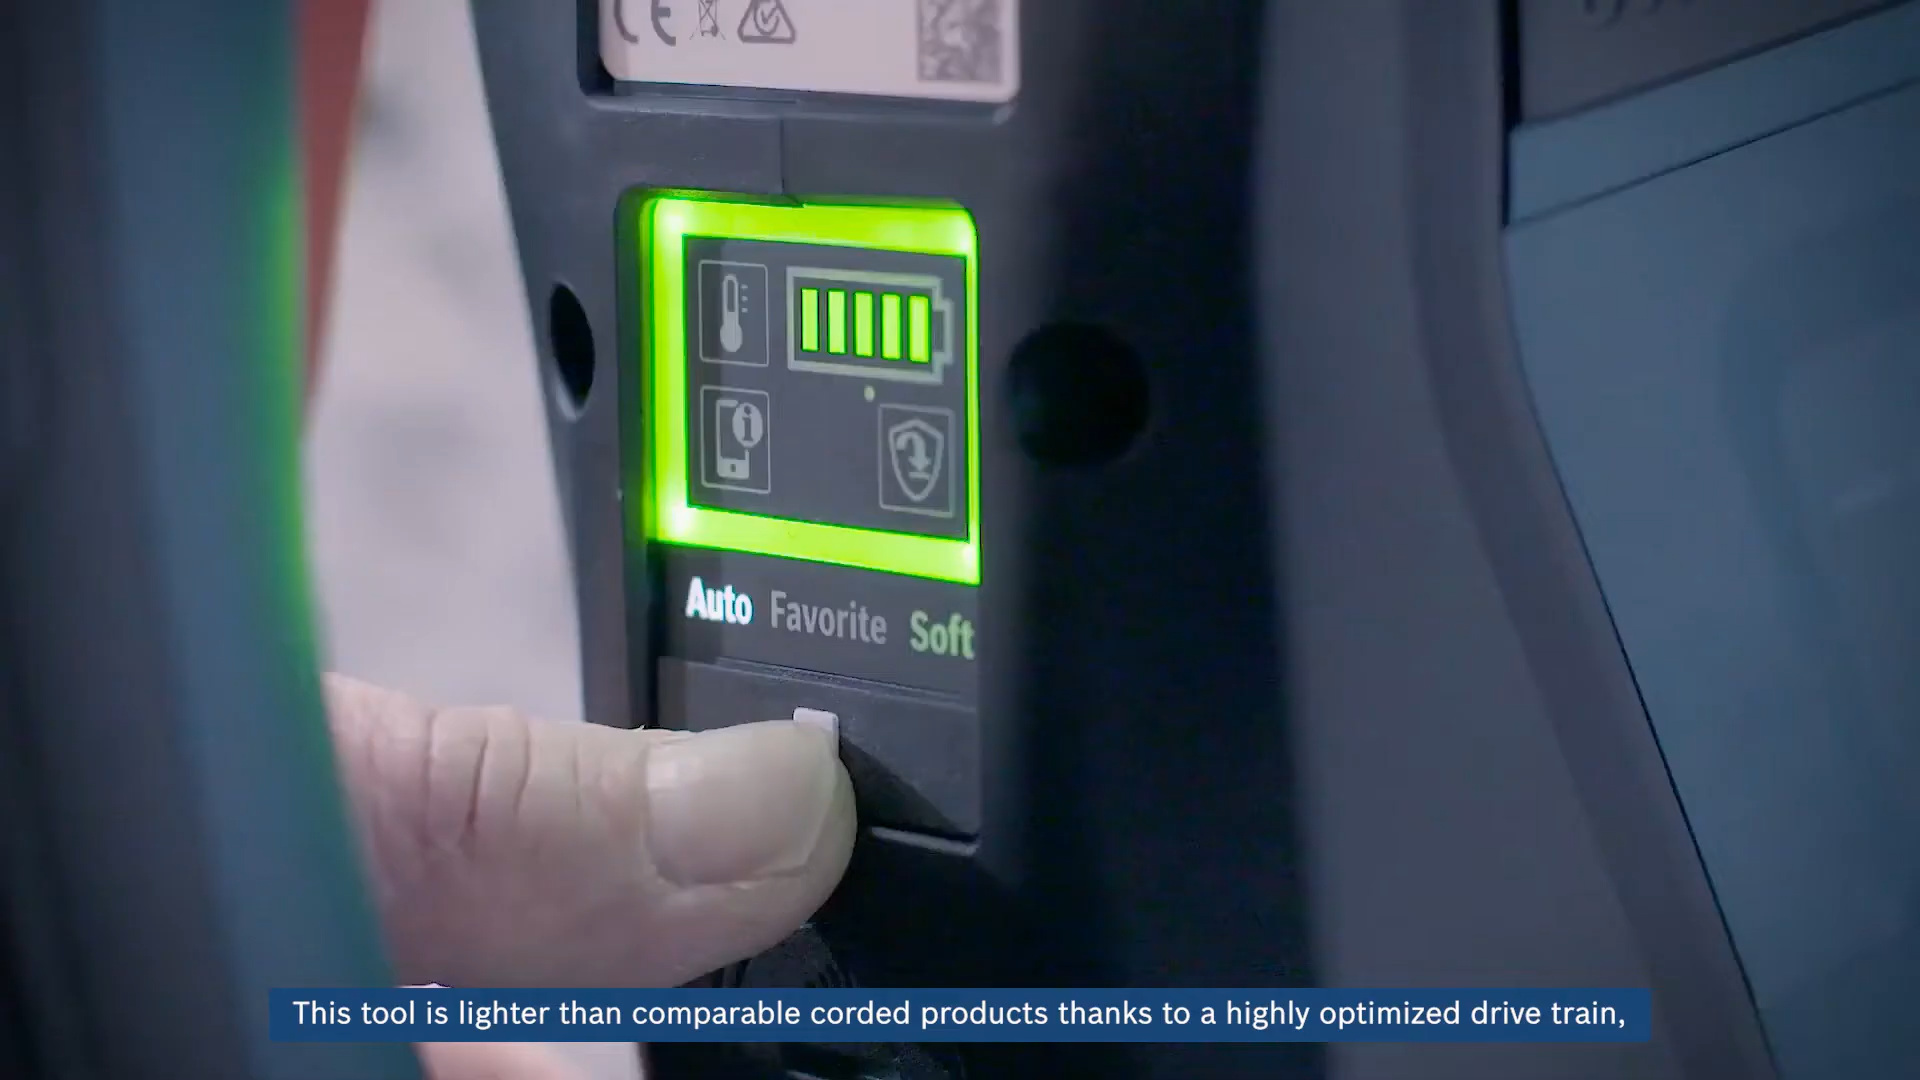 CE
Auto Favorite Soft
This tool is lighter than comparable corded products thanks to a highly optimized drive train,